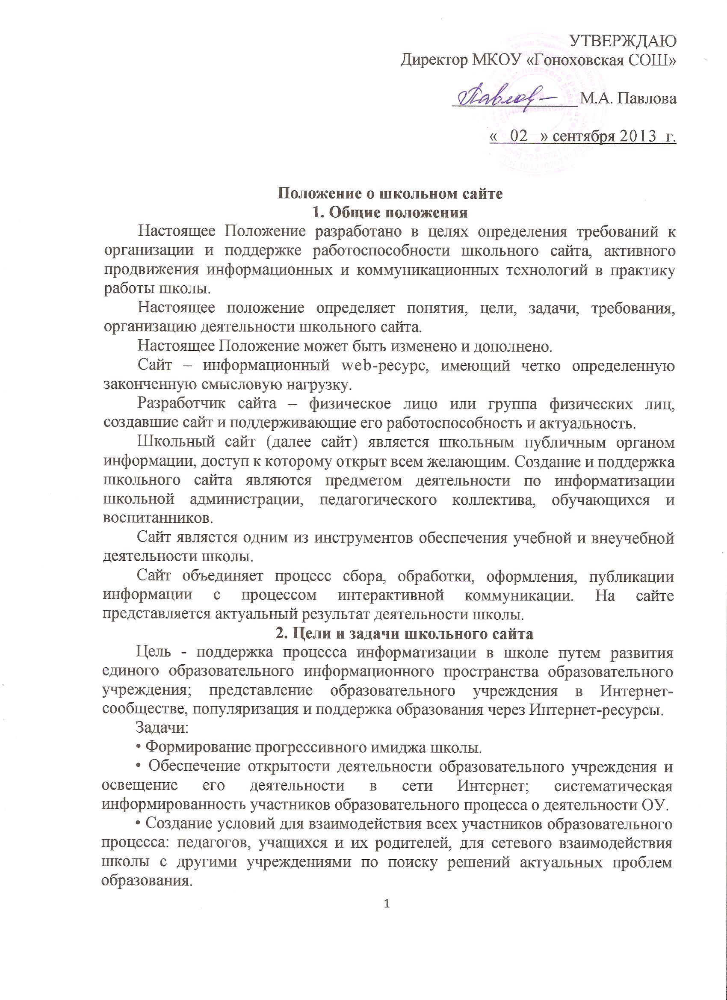 УТВЕРЖДАЮ
Директор МКОУ «Гоноховская СОШ»
Павлов М.А. Павлова
« 02 » сентября 2013 г.
для
документов
Положение о школьном сайте
1. Общие положения
Настоящее Положение разработано в целях определения требований к
организации и поддержке работоспособности школьного сайта, активного
продвижения информационных и коммуникационных технологий в практику
работы школы.
Настоящее положение определяет понятия, цели, задачи, требования,
организацию деятельности школьного сайта.
Настоящее Положение может быть изменено и дополнено.
Сайт – информационный web-ресурс, имеющий четко определенную
законченную смысловую нагрузку.
Разработчик сайта – физическое лицо или группа физических лиц,
создавшие сайт и поддерживающие его работоспособность и актуальность.
Школьный сайт (далее сайт) является школьным публичным органом
информации, доступ к которому открыт всем желающим. Создание и поддержка
школьного сайта являются предметом деятельности по информатизации
школьной администрации, педагогического коллектива, обучающихся и
воспитанников.
Сайт является одним из инструментов обеспечения учебной и внеучебной
деятельности школы.
Сайт объединяет процесс сбора, обработки, оформления, публикации
информации с процессом интерактивной коммуникации. На сайте
представляется актуальный результат деятельности школы.
2. Цели и задачи школьного сайта
Цель - поддержка процесса информатизации в школе путем развития
единого образовательного информационного пространства образовательного
учреждения; представление образовательного учреждения в Интернет-
сообществе, популяризация и поддержка образования через Интернет-ресурсы.
Задачи:
• Формирование прогрессивного имиджа школы.
• Обеспечение открытости деятельности образовательного учреждения и
освещение его деятельности в сети Интернет; систематическая
информированность участников образовательного процесса о деятельности ОУ.
• Создание условий для взаимодействия всех участников образовательного
процесса: педагогов, учащихся и их родителей, для сетевого взаимодействия
школы с другими учреждениями по поиску решений актуальных проблем
образования.
1